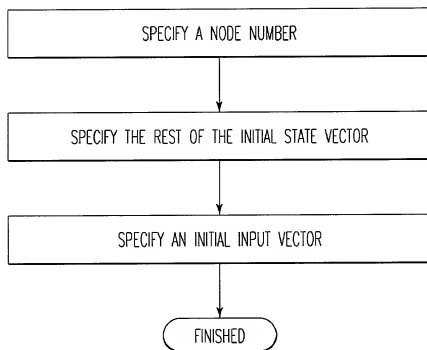 SPECIFY A NODE NUMBER
SPECIFY THE REST OF THE INITIAL STATE VECTOR
SPECIFY AN INITIAL INPUT VECTOR
FINISHED